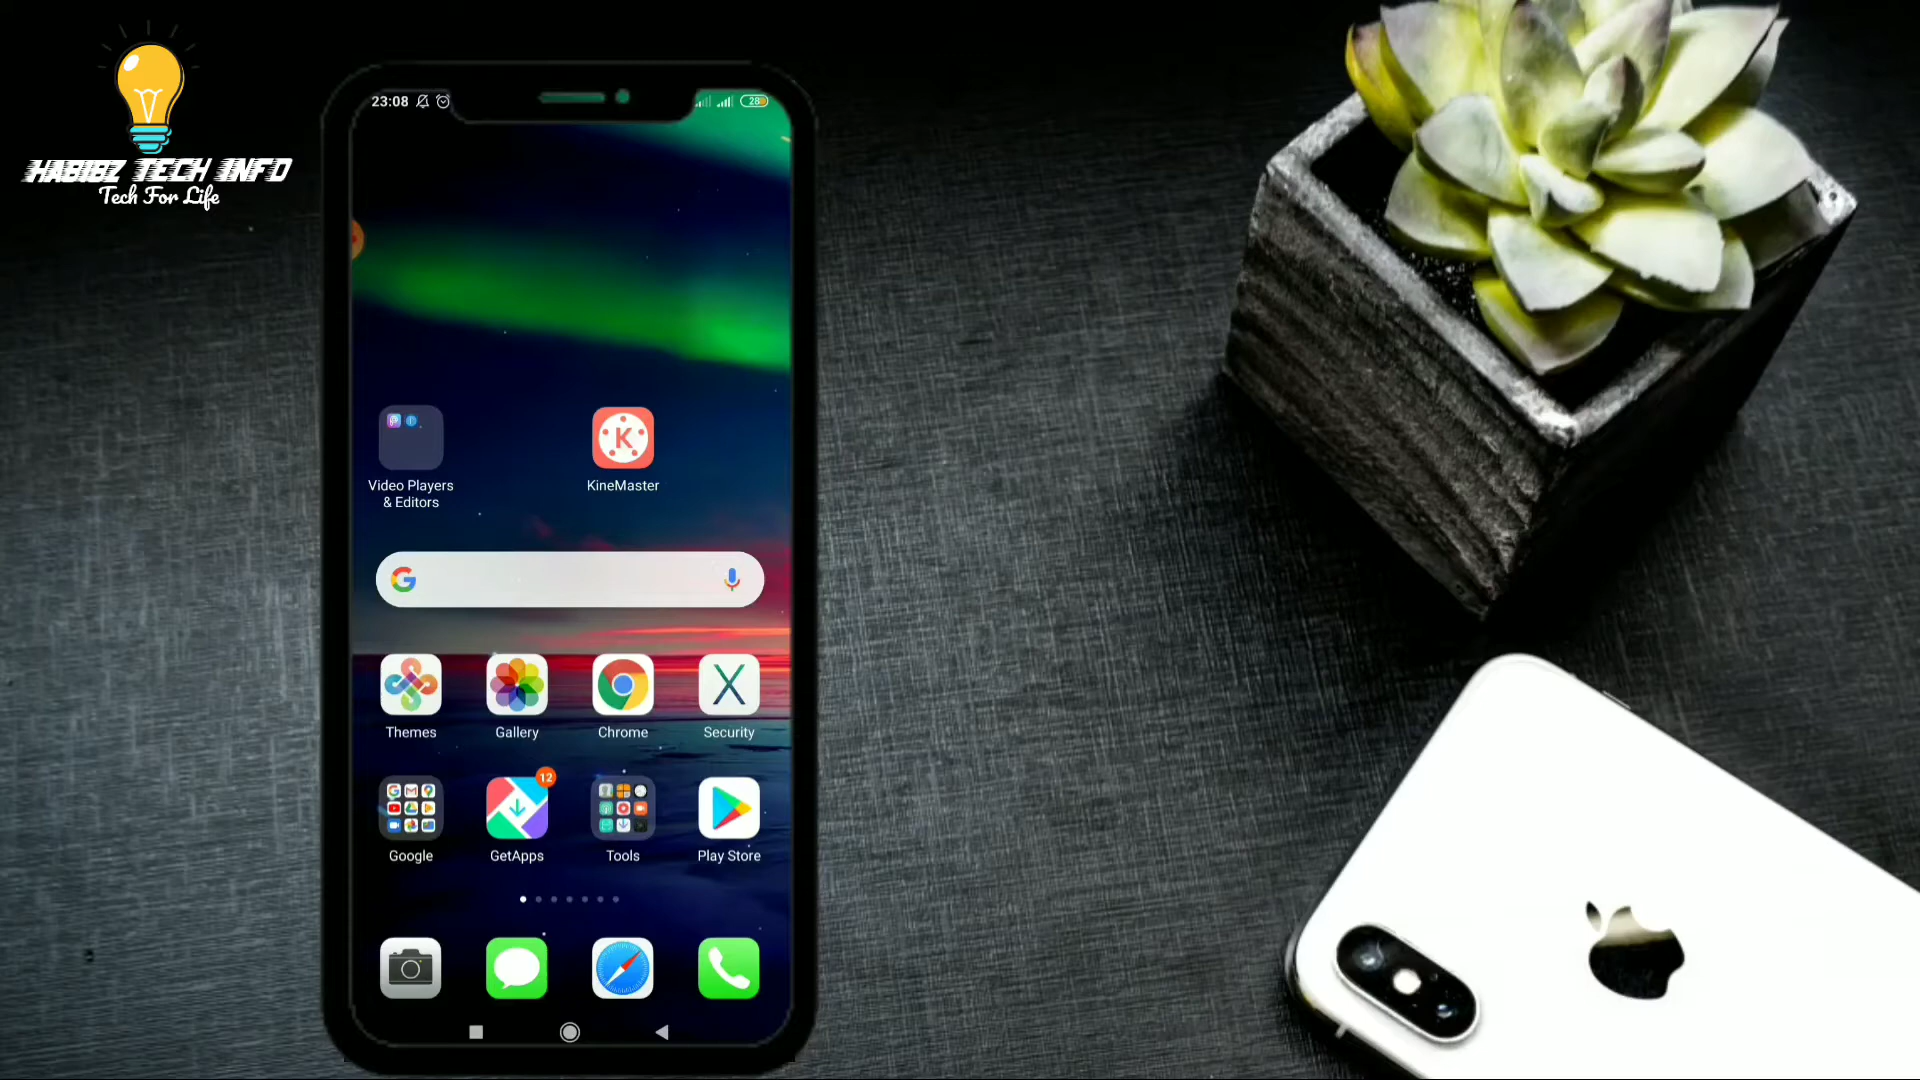 HABIBZ TECH INFO
Tech For Life
23:08
28
K
Video Players
& Editors
KineMaster
Themes
Gallery
Chrome
X
Security
12
Google
GetApps
Tools
Play Store